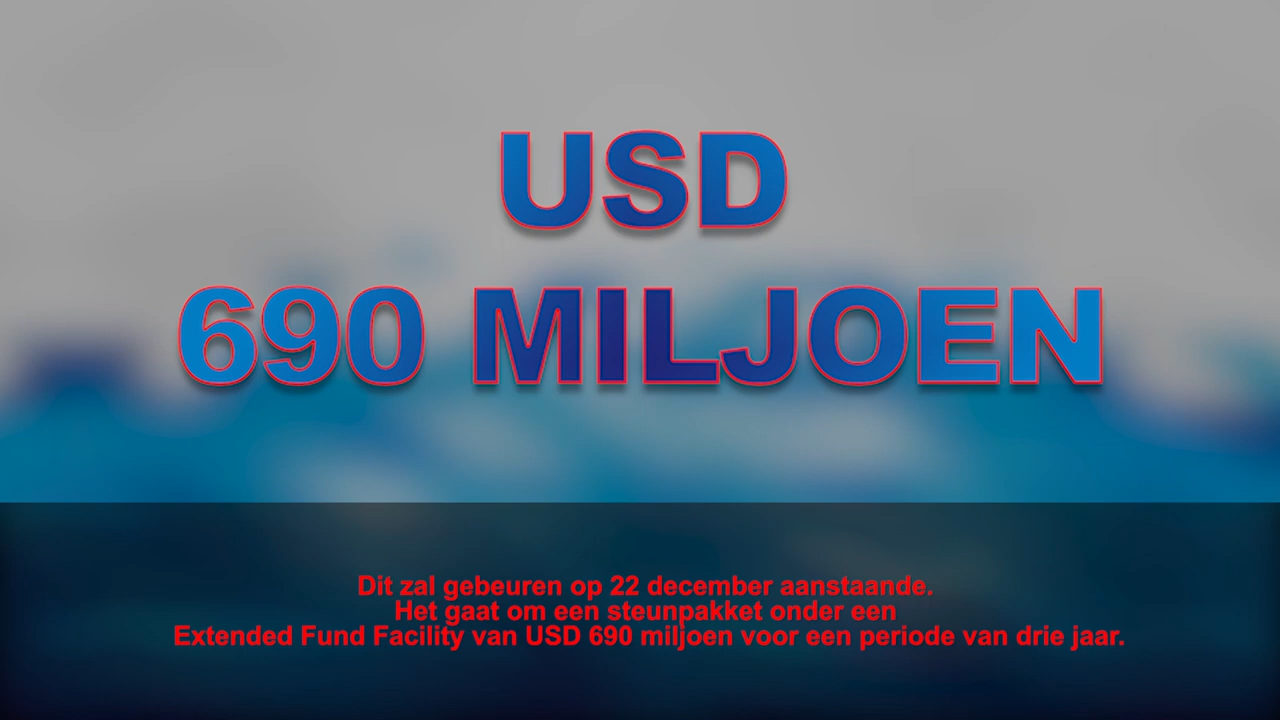 USD
690 MILJOEN
Dit zal gebeuren op 22 december aanstaande.
Het gaat om een steunpakket onder een
Extended Fund Facility van USD 690 miljoen voor een periode van drie jaar.